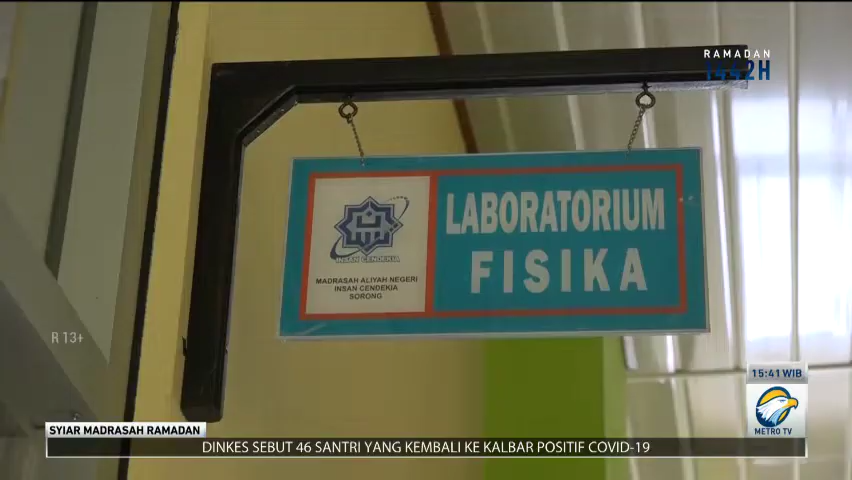 RAMADAN
1442H
LABORATORIUM
FISIKA
INSAN CENDEKIA
MADRASAH ALIYAH NEGERI
INSAN CENDEKIA
SORONG
R 13+
15:41 WIB
METRO TV
SYIAR MADRASAH RAMADAN
DINKES SEBUT 46 SANTRI YANG KEMBALI KE KALBAR POSITIF COVID-19